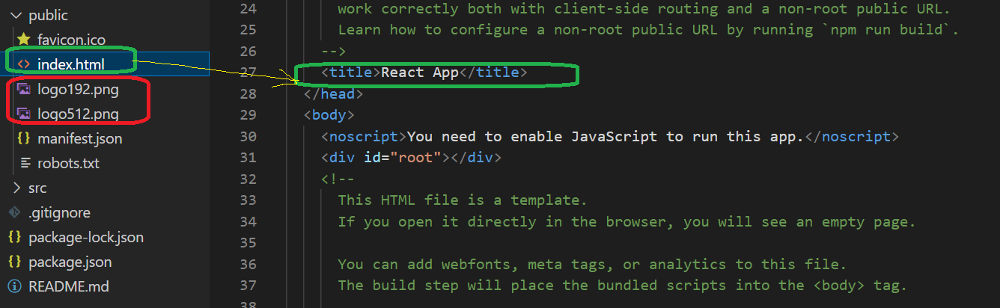 public
favicon.ico
index.html
logo192.png
logo512.png
manifest.json
robots.txt
src
.gitignore
package-lock.json
package.json
README.md
24 work correctly both with client-side routing and a non-root public URL.
25 Learn how to configure a non-root public URL by running `npm run build`.
26 -->
27 <title>React App</title>
28 </head>
29 <body>
30 <noscript>You need to enable JavaScript to run this app.</noscript>
31 <div id="root"></div>
32 <!--
33 This HTML file is a template.
34 If you open it directly in the browser, you will see an empty page.
35
36 You can add webfonts, meta tags, or analytics to this file.
37 The build step will place the bundled scripts into the <body> tag.
38